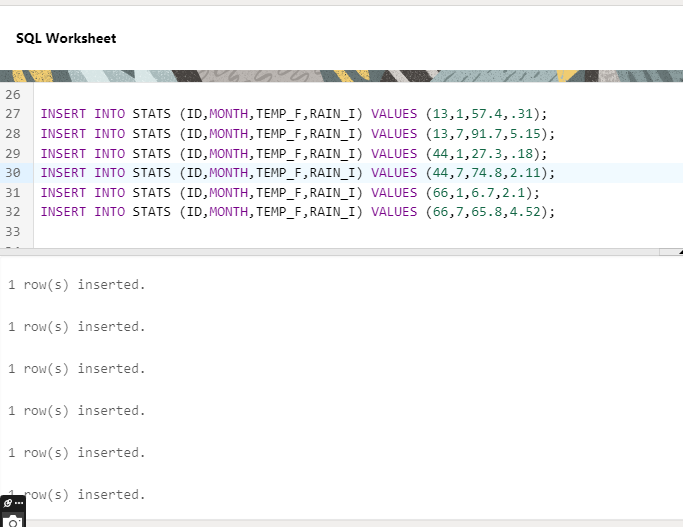 SQL Worksheet
26
27 INSERT INTO STATS (ID,MONTH,TEMP_F,RAIN_I) VALUES (13,1,57.4,.31);
28 INSERT INTO STATS (ID,MONTH,TEMP_F,RAIN_I) VALUES (13,7,91.7,5.15);
29 INSERT INTO STATS (ID,MONTH,TEMP_F,RAIN_I) VALUES (44,1,27.3,.18);
30 INSERT INTO STATS (ID,MONTH,TEMP_F,RAIN_I) VALUES (44,7,74.8,2.11);
31 INSERT INTO STATS (ID,MONTH,TEMP_F,RAIN_I) VALUES (66,1,6.7,2.1);
32 INSERT INTO STATS (ID,MONTH,TEMP_F,RAIN_I) VALUES (66,7,65.8,4.52);
33
1 row(s) inserted.
1 row(s) inserted.
1 row(s) inserted.
1 row(s) inserted.
1 row(s) inserted.
1 row(s) inserted.